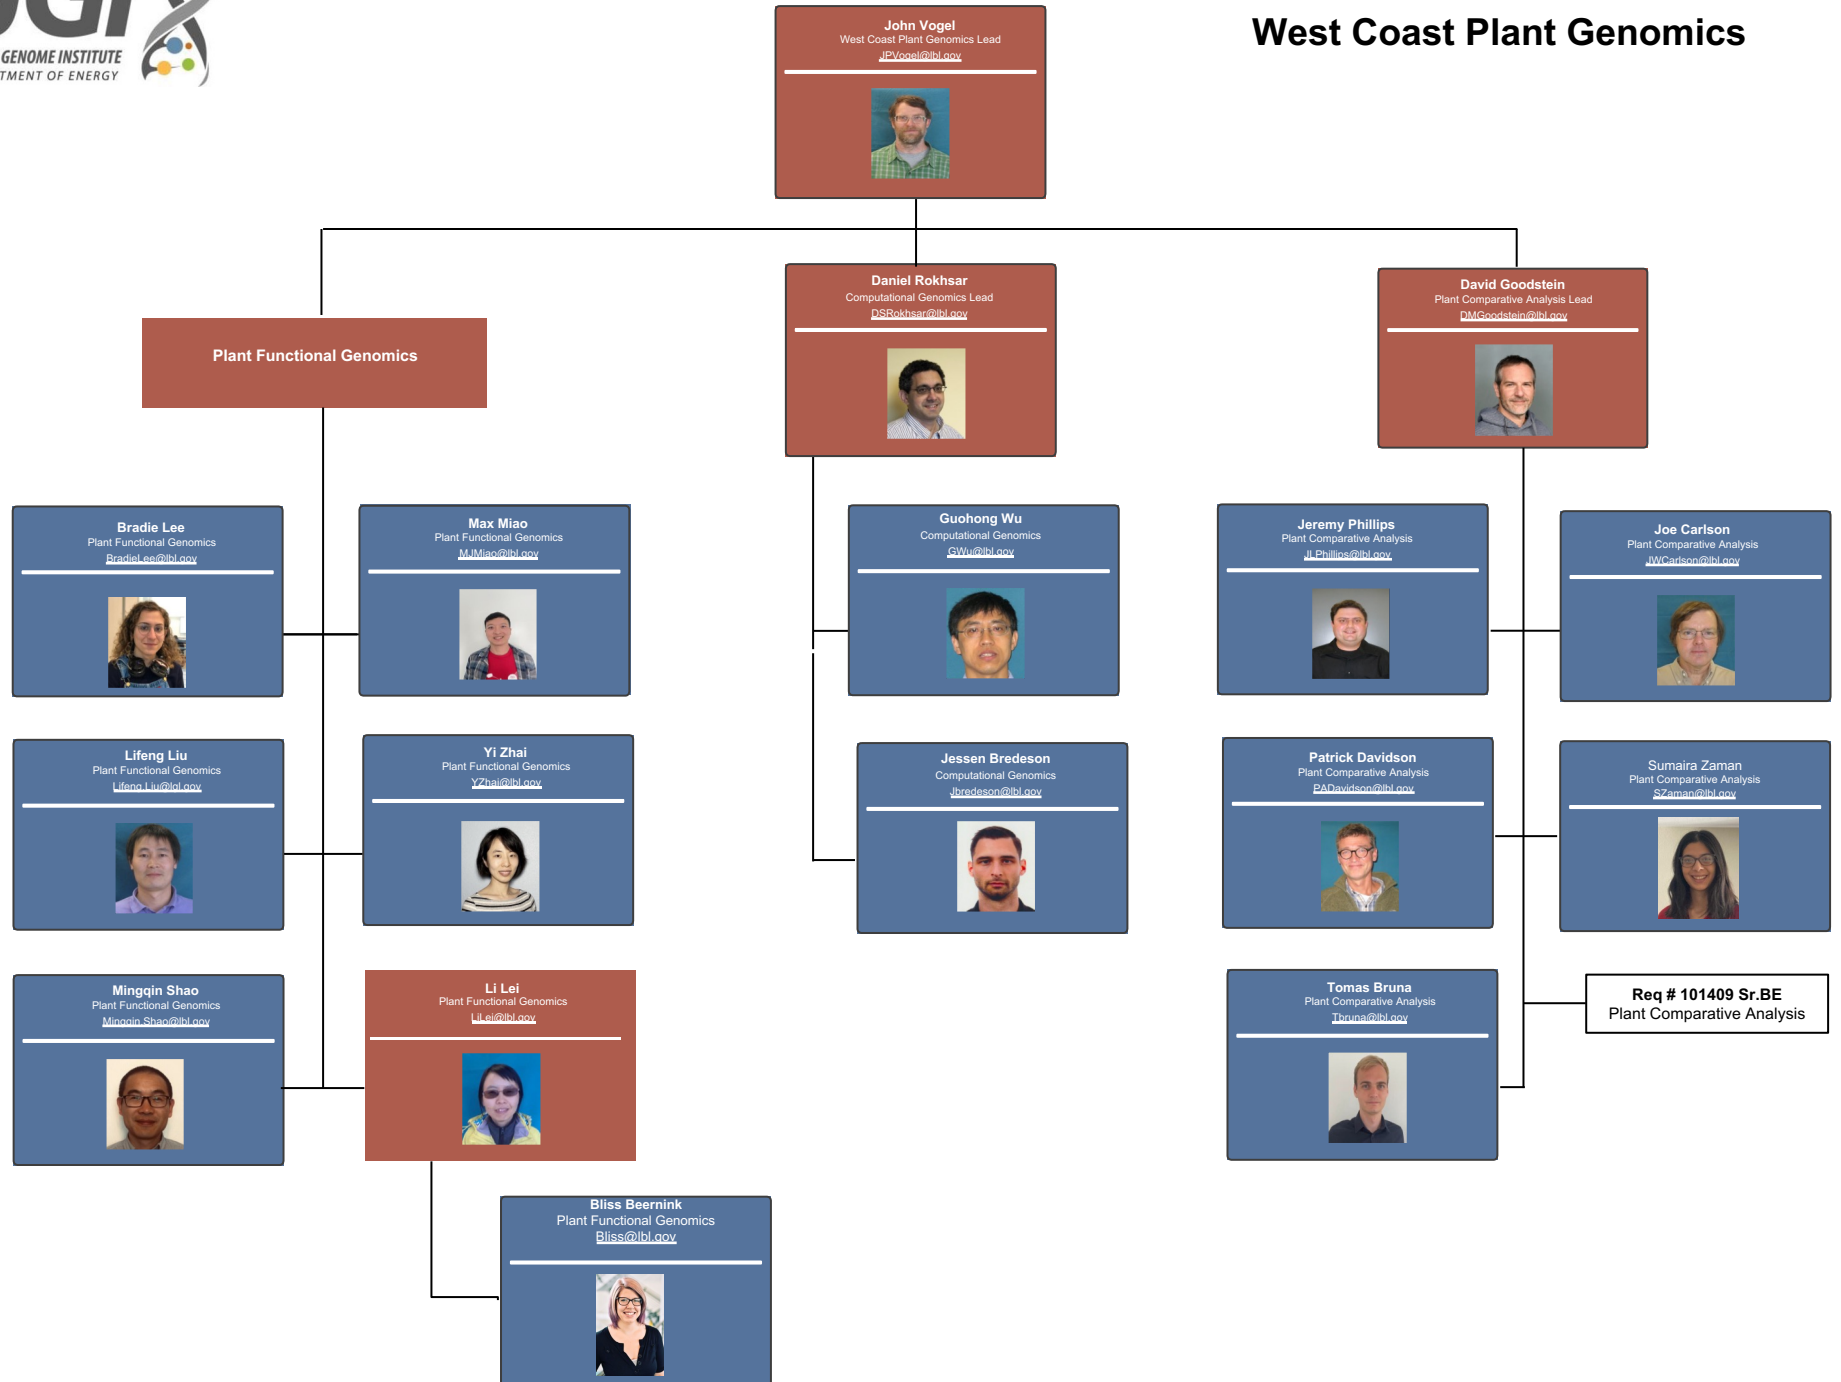 GENOME INSTITUTE
TMENT OF ENERGY
West Coast Plant Genomics
John Vogel
West Coast Plant Genomics Lead
JPVogel@lbl.gov
Plant Functional Genomics
Daniel Rokhsar
Computational Genomics Lead
DSRokhsar@lbl.gov
David Goodstein
Plant Comparative Analysis Lead
DMGoodstein@lbl.gov
Bradie Lee
Plant Functional Genomics
BradieLee@lbl.gov
Max Miao
Plant Functional Genomics
MJMiao@lbl.gov
Guohong Wu
Computational Genomics
GWu@lbl.gov
Jeremy Phillips
Plant Comparative Analysis
JLPhillips@lbl.gov
Joe Carlson
Plant Comparative Analysis
JWCarlson@lbl.gov
Lifeng Liu
Plant Functional Genomics
Lifeng.Liu@lgl.gov
Yi Zhai
Plant Functional Genomics
YZhai@lbl.gov
Jessen Bredeson
Computational Genomics
Jbredeson@lbl.gov
Patrick Davidson
Plant Comparative Analysis
PADavidson@lbl.gov
Sumaira Zaman
Plant Comparative Analysis
SZaman@lbl.gov
Mingqin Shao
Plant Functional Genomics
Mingqin.Shao@lbl.gov
Li Lei
Plant Functional Genomics
LiLei@lbl.gov
Tomas Bruna
Plant Comparative Analysis
Tbruna@lbl.gov
Req # 101409 Sr.BE
Plant Comparative Analysis
Bliss Beernink
Plant Functional Genomics
Bliss@lbl.gov